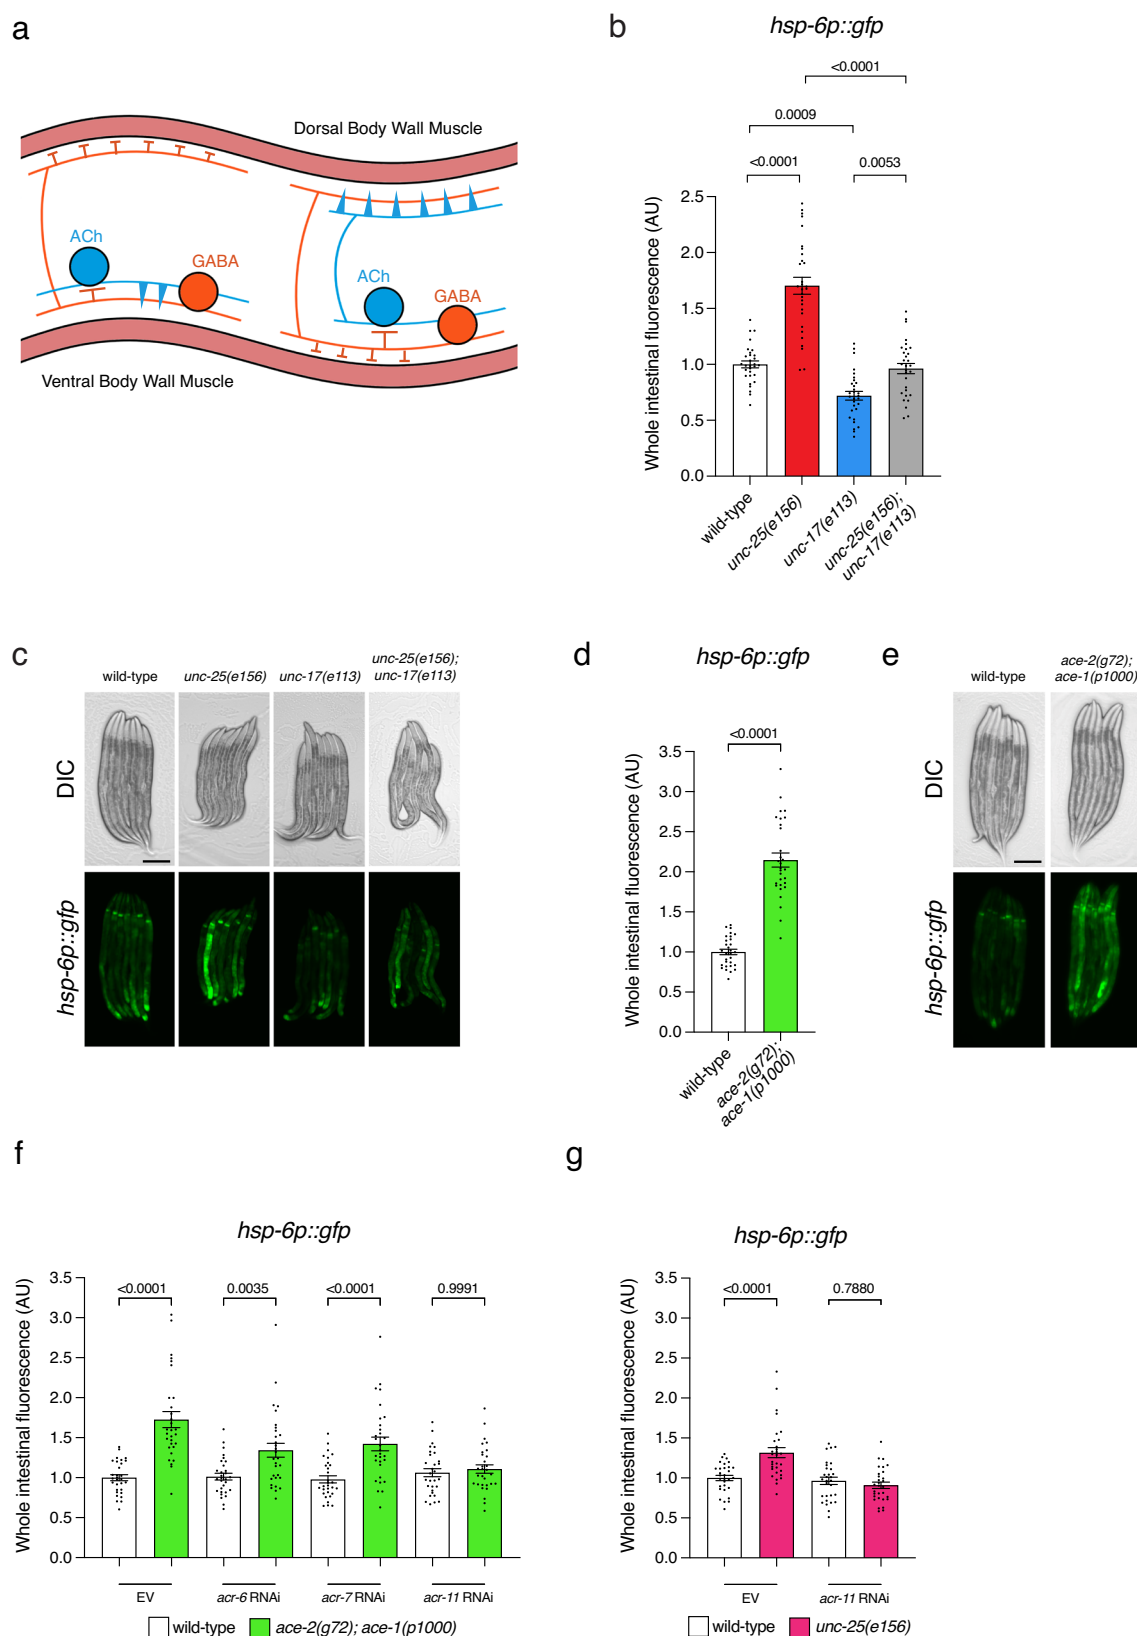 a
Dorsal Body Wall Muscle
ACh
GABA
ACh
GABA
Ventral Body Wall Muscle
b
hsp-6p::gfp
<0.0001
0.0009
<0.0001
0.0053
Whole intestinal fluorescence (AU)
2.5
2.0
1.5
1.0
0.5
0.0
wild-type
unc-25(e156)
unc-17(e113)
unc-25(e156);
unc-17(e113)
c
wild-type
unc-25(e156)
unc-17(e113)
unc-25(e156);
unc-17(e113)
DIC
hsp-6p::gfp
d
hsp-6p::gfp
<0.0001
Whole intestinal fluorescence (AU)
3.5
3.0
2.5
2.0
1.5
1.0
0.5
0.0
wild-type
ace-2(g72);
ace-1(p1000)
e
wild-type
ace-2(g72);
ace-1(p1000)
DIC
hsp-6p::gfp
f
hsp-6p::gfp
<0.0001
0.0035
<0.0001
0.9991
Whole intestinal fluorescence (AU)
3.5
3.0
2.5
2.0
1.5
1.0
0.5
0.0
EV
acr-6 RNAi
acr-7 RNAi
acr-11 RNAi
wild-type
ace-2(g72); ace-1(p1000)
g
hsp-6p::gfp
<0.0001
0.7880
Whole intestinal fluorescence (AU)
3.5
3.0
2.5
2.0
1.5
1.0
0.5
0.0
EV
acr-11 RNAi
wild-type
unc-25(e156)